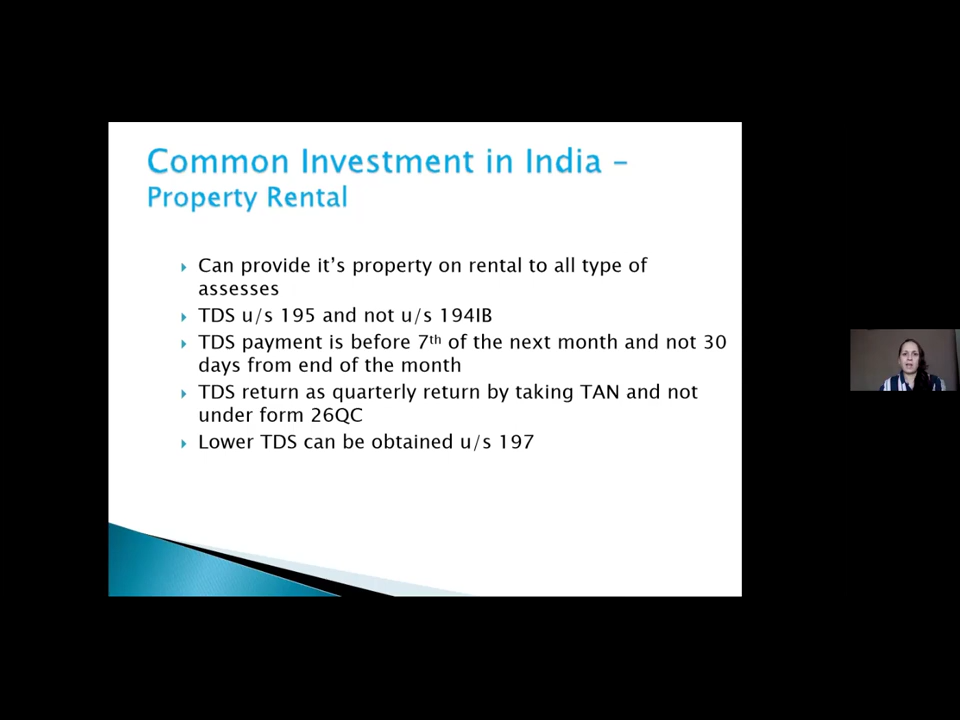 Common Investment in India –
Property Rental
Can provide it's property on rental to all type of
assesses
TDS u/s 195 and not u/s 194IB
TDS payment is before 7th of the next month and not 30
days from end of the month
TDS return as quarterly return by taking TAN and not
under form 26QC
Lower TDS can be obtained u/s 197